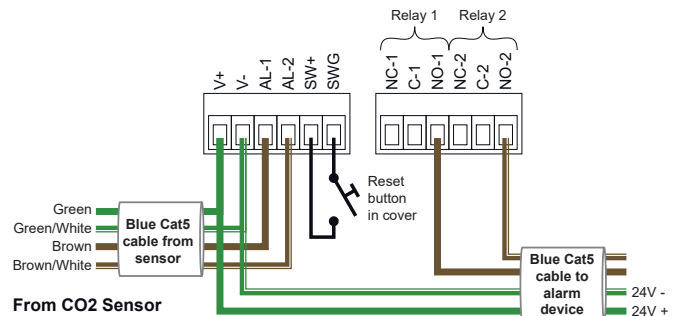 Relay 1 Relay 2
V+ V- AL-1 AL-2 SW+ SWG NC-1 C-1 NO-1 NC-2 C-2 NO-2
Reset
button
in cover
Green
Green/White
Brown
Brown/White
Blue Cat5
cable from
sensor
Blue Cat5
cable to
alarm
device
24V -
24V +
From CO2 Sensor